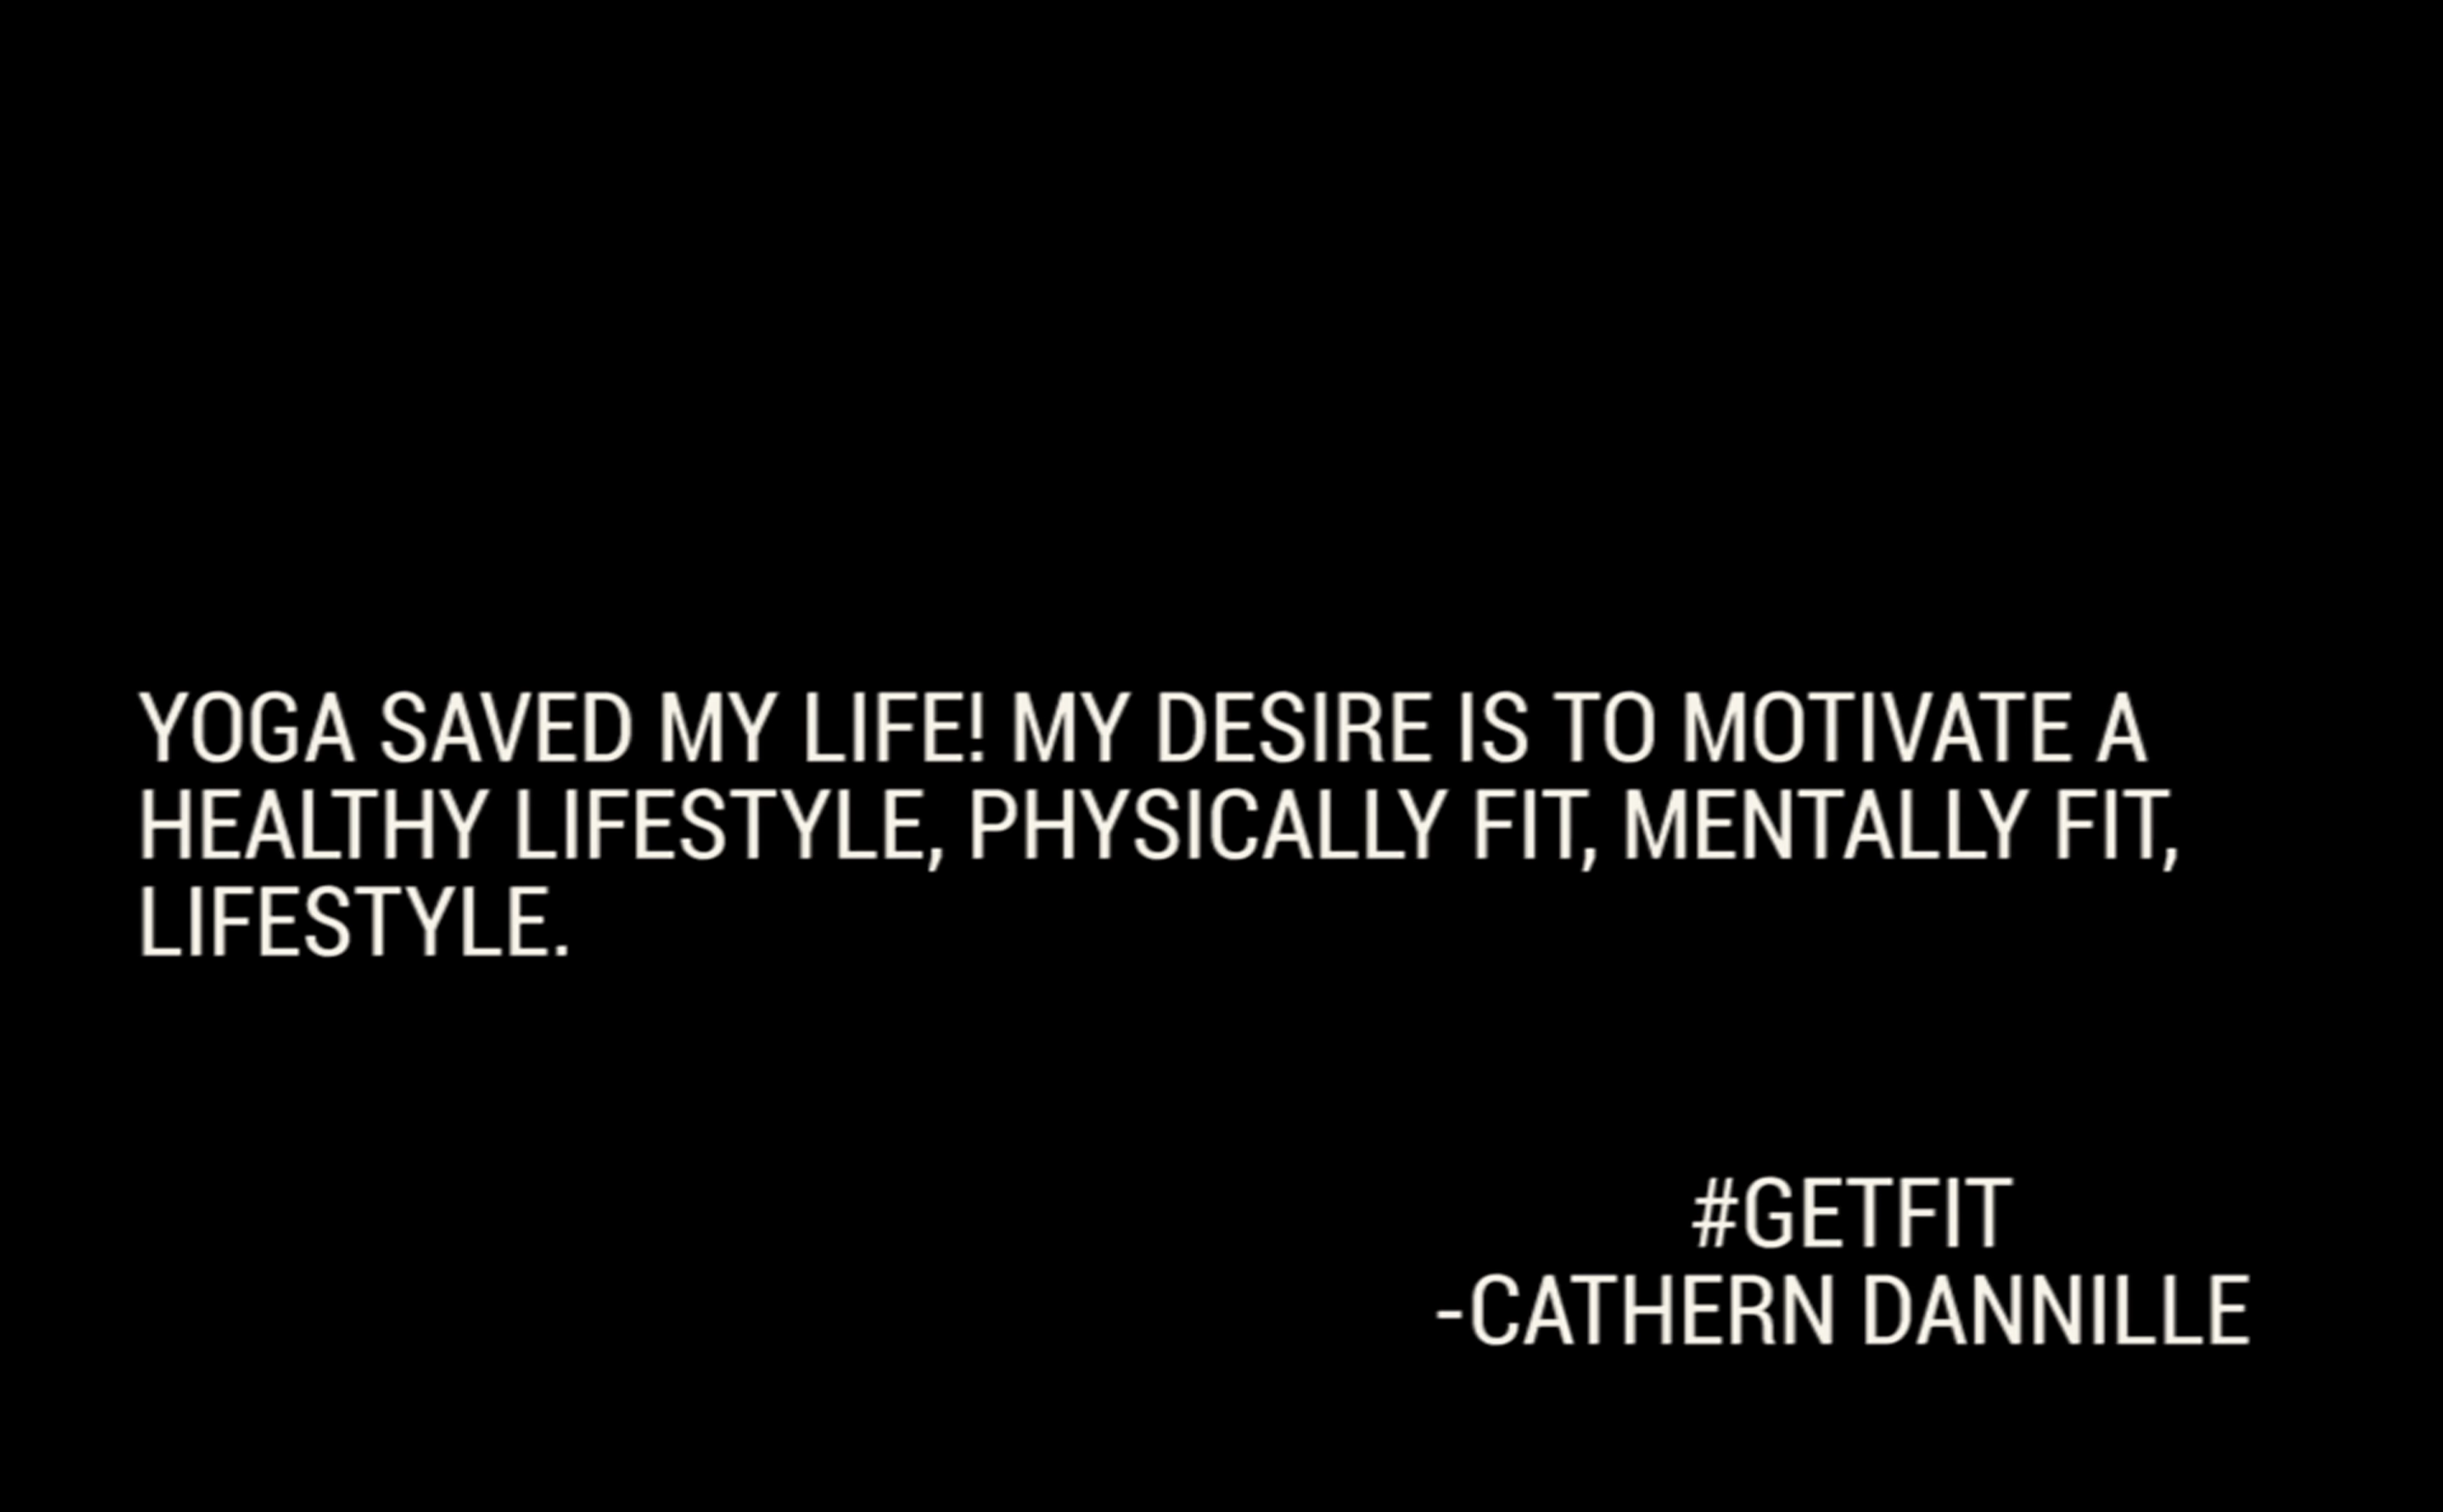 YOGA SAVED MY LIFE! MY DESIRE IS TO MOTIVATE A
HEALTHY LIFESTYLE, PHYSICALLY FIT, MENTALLY FIT,
LIFESTYLE.
#GETFIT
-CATHERN DANNILLE